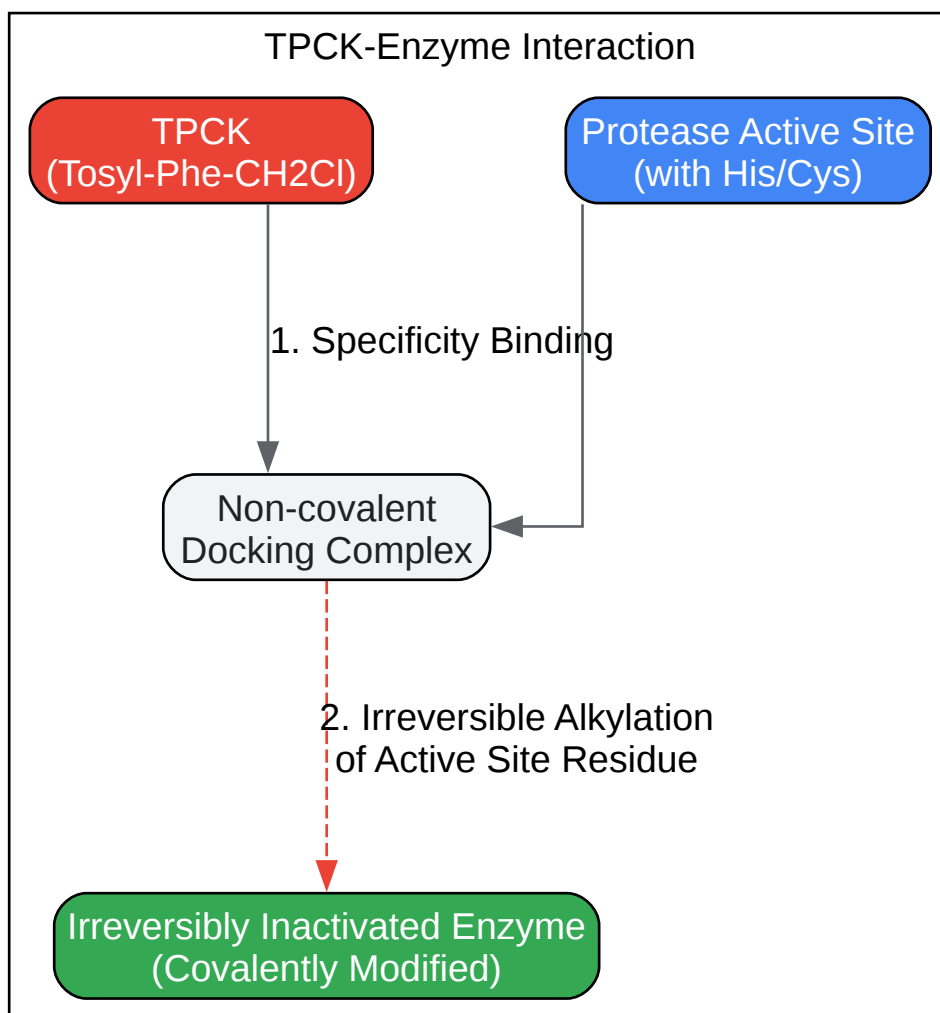 TPCK-Enzyme Interaction
TPCK
(Tosyl-Phe-CH2Cl)
Protease Active Site
(with His/Cys)
1. Specificity Binding
Non-covalent
Docking Complex
2. Irreversible Alkylation
of Active Site Residue
Irreversibly Inactivated Enzyme
(Covalently Modified)